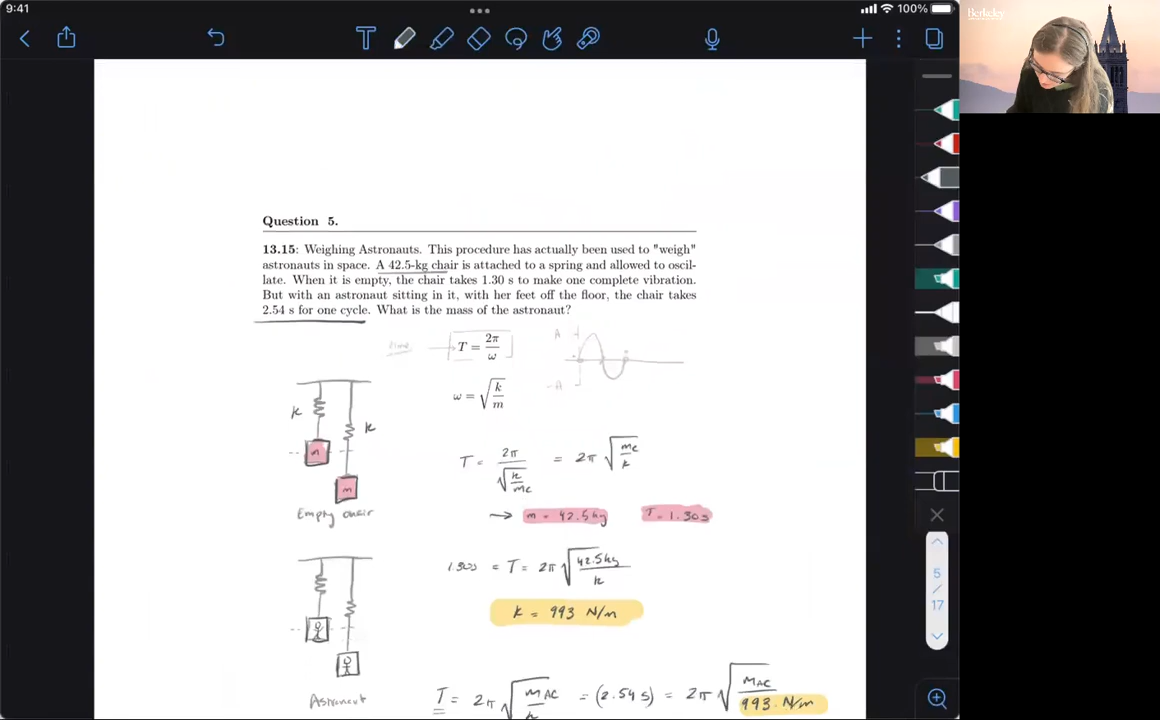 9:41
100%
Berkeley
Question 5.
13.15: Weighing Astronauts. This procedure has actually been used to "weigh"
astronauts in space. A 42.5-kg chair is attached to a spring and allowed to oscil-
late. When it is empty, the chair takes 1.30 s to make one complete vibration.
But with an astronaut sitting in it, with her feet off the floor, the chair takes
2.54 s for one cycle. What is the mass of the astronaut?
T = 2π/ω
A
-A
ω = √(k/m)
k
k
m
m
Empty chair
T = 2π/√(k/mc) = 2π √(mc/k)
→ m = 42.5kg T = 1.30s
1.30s = T = 2π √(42.5kg/k)
k = 993 N/m
Astronaut
T = 2π √(MAC/k) = (2.54 s) = 2π √(MAC/993 N/m)
5
/
17